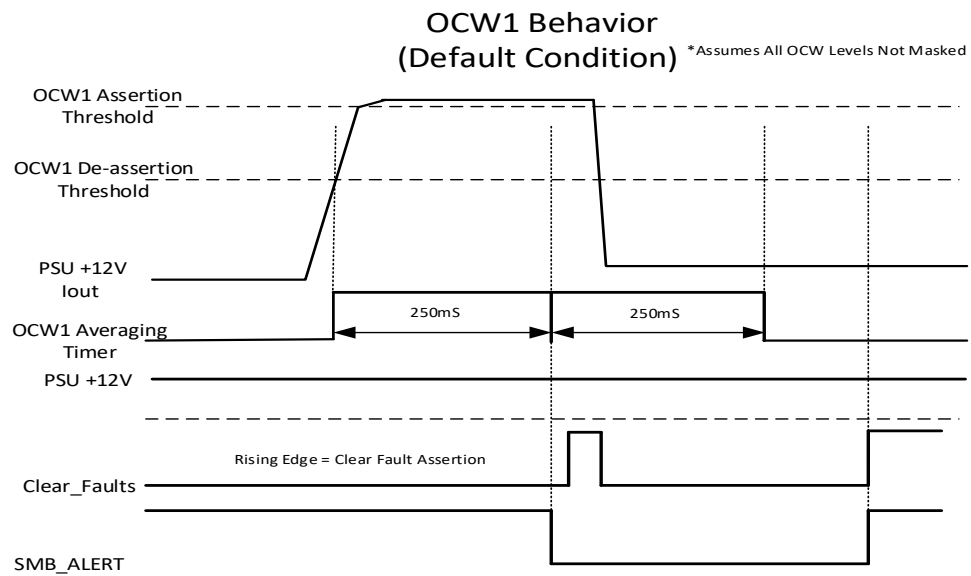 OCW1 Behavior
(Default Condition)
*Assumes All OCW Levels Not Masked
OCW1 Assertion
Threshold
OCW1 De-assertion
Threshold
PSU +12V
Iout
250mS
250mS
OCW1 Averaging
Timer
PSU +12V
Rising Edge = Clear Fault Assertion
Clear_Faults
SMB_ALERT